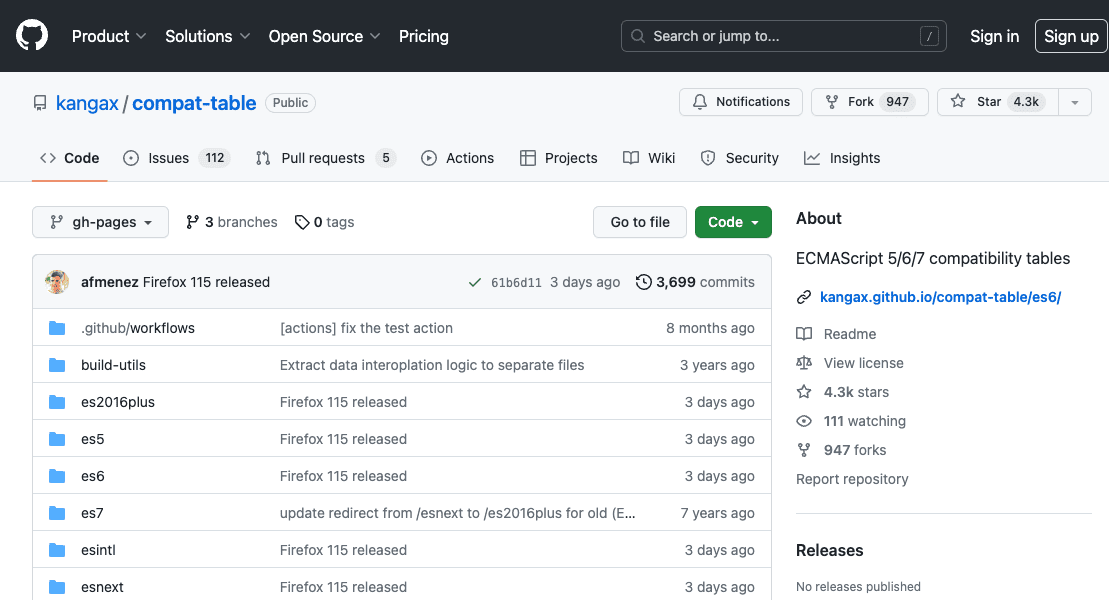 Product Solutions Open Source Pricing Search or jump to... / Sign in Sign up
kangax / compat-table Public Notifications Fork 947 Star 4.3k
Code Issues 112 Pull requests 5 Actions Projects Wiki Security Insights
gh-pages 3 branches 0 tags Go to file Code
afmenez Firefox 115 released 61b6d11 3 days ago 3,699 commits
.github/workflows [actions] fix the test action 8 months ago
build-utils Extract data interoplation logic to separate files 3 years ago
es2016plus Firefox 115 released 3 days ago
es5 Firefox 115 released 3 days ago
es6 Firefox 115 released 3 days ago
es7 update redirect from /esnext to /es2016plus for old (E... 7 years ago
esintl Firefox 115 released 3 days ago
esnext Firefox 115 released 3 days ago
About
ECMAScript 5/6/7 compatibility tables
kangax.github.io/compat-table/es6/
Readme
View license
4.3k stars
111 watching
947 forks
Report repository
Releases
No releases published